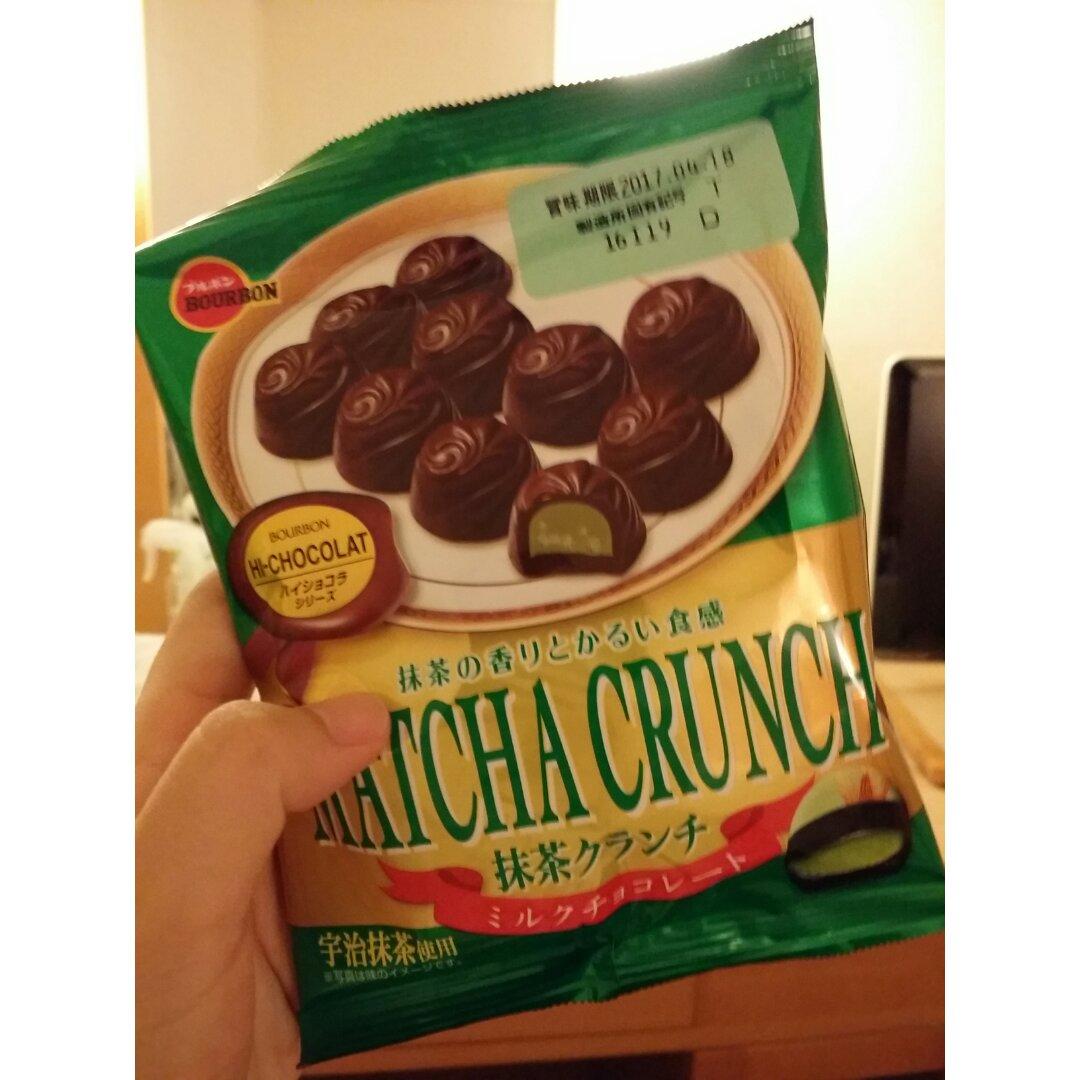 賞味期限2017.04.18
製造所固有記号 T
16119 D
ブルボン
BOURBON
BOURBON
HI-CHOCOLAT
ハイショコラ
シリーズ
抹茶の香りとかるい食感
MATCHA CRUNCH
抹茶クランチ
ミルクチョコレート
宇治抹茶使用
※写真は味のイメージです。